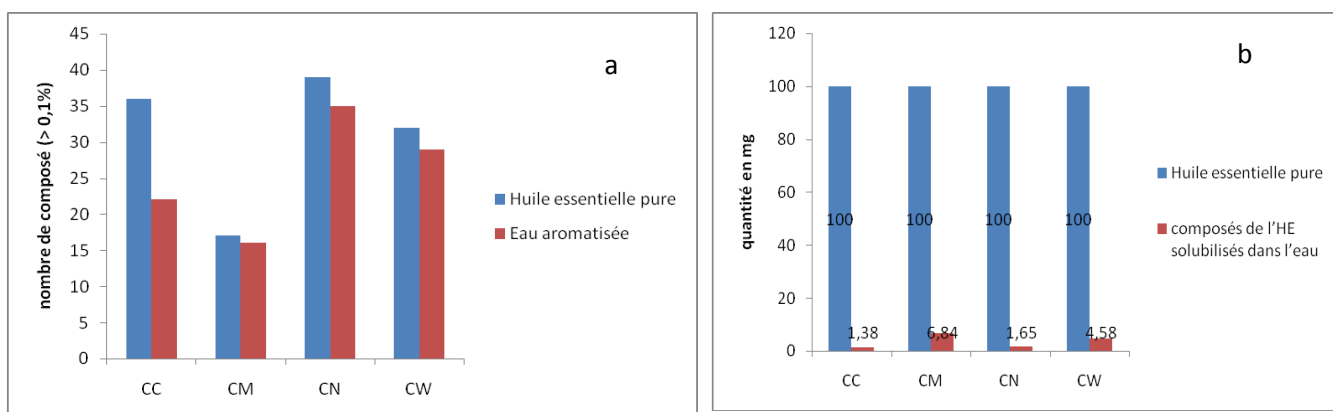 a
nombre de composé (> 0,1%)
45
40
35
30
25
20
15
10
5
0
CC CM CN CW
Huile essentielle pure
Eau aromatisée
b
quantité en mg
120
100
80
60
40
20
0
100 100 100 100
1,38 6,84 1,65 4,58
CC CM CN CW
Huile essentielle pure
composés de l'HE
solubilisés dans l'eau